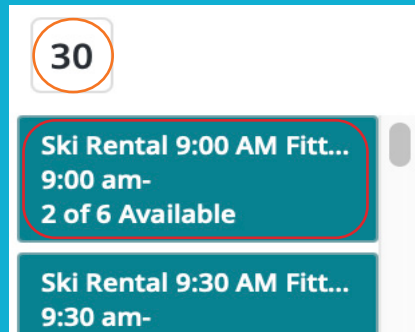 30
Ski Rental 9:00 AM Fitt...
9:00 am-
2 of 6 Available
Ski Rental 9:30 AM Fitt...
9:30 am-